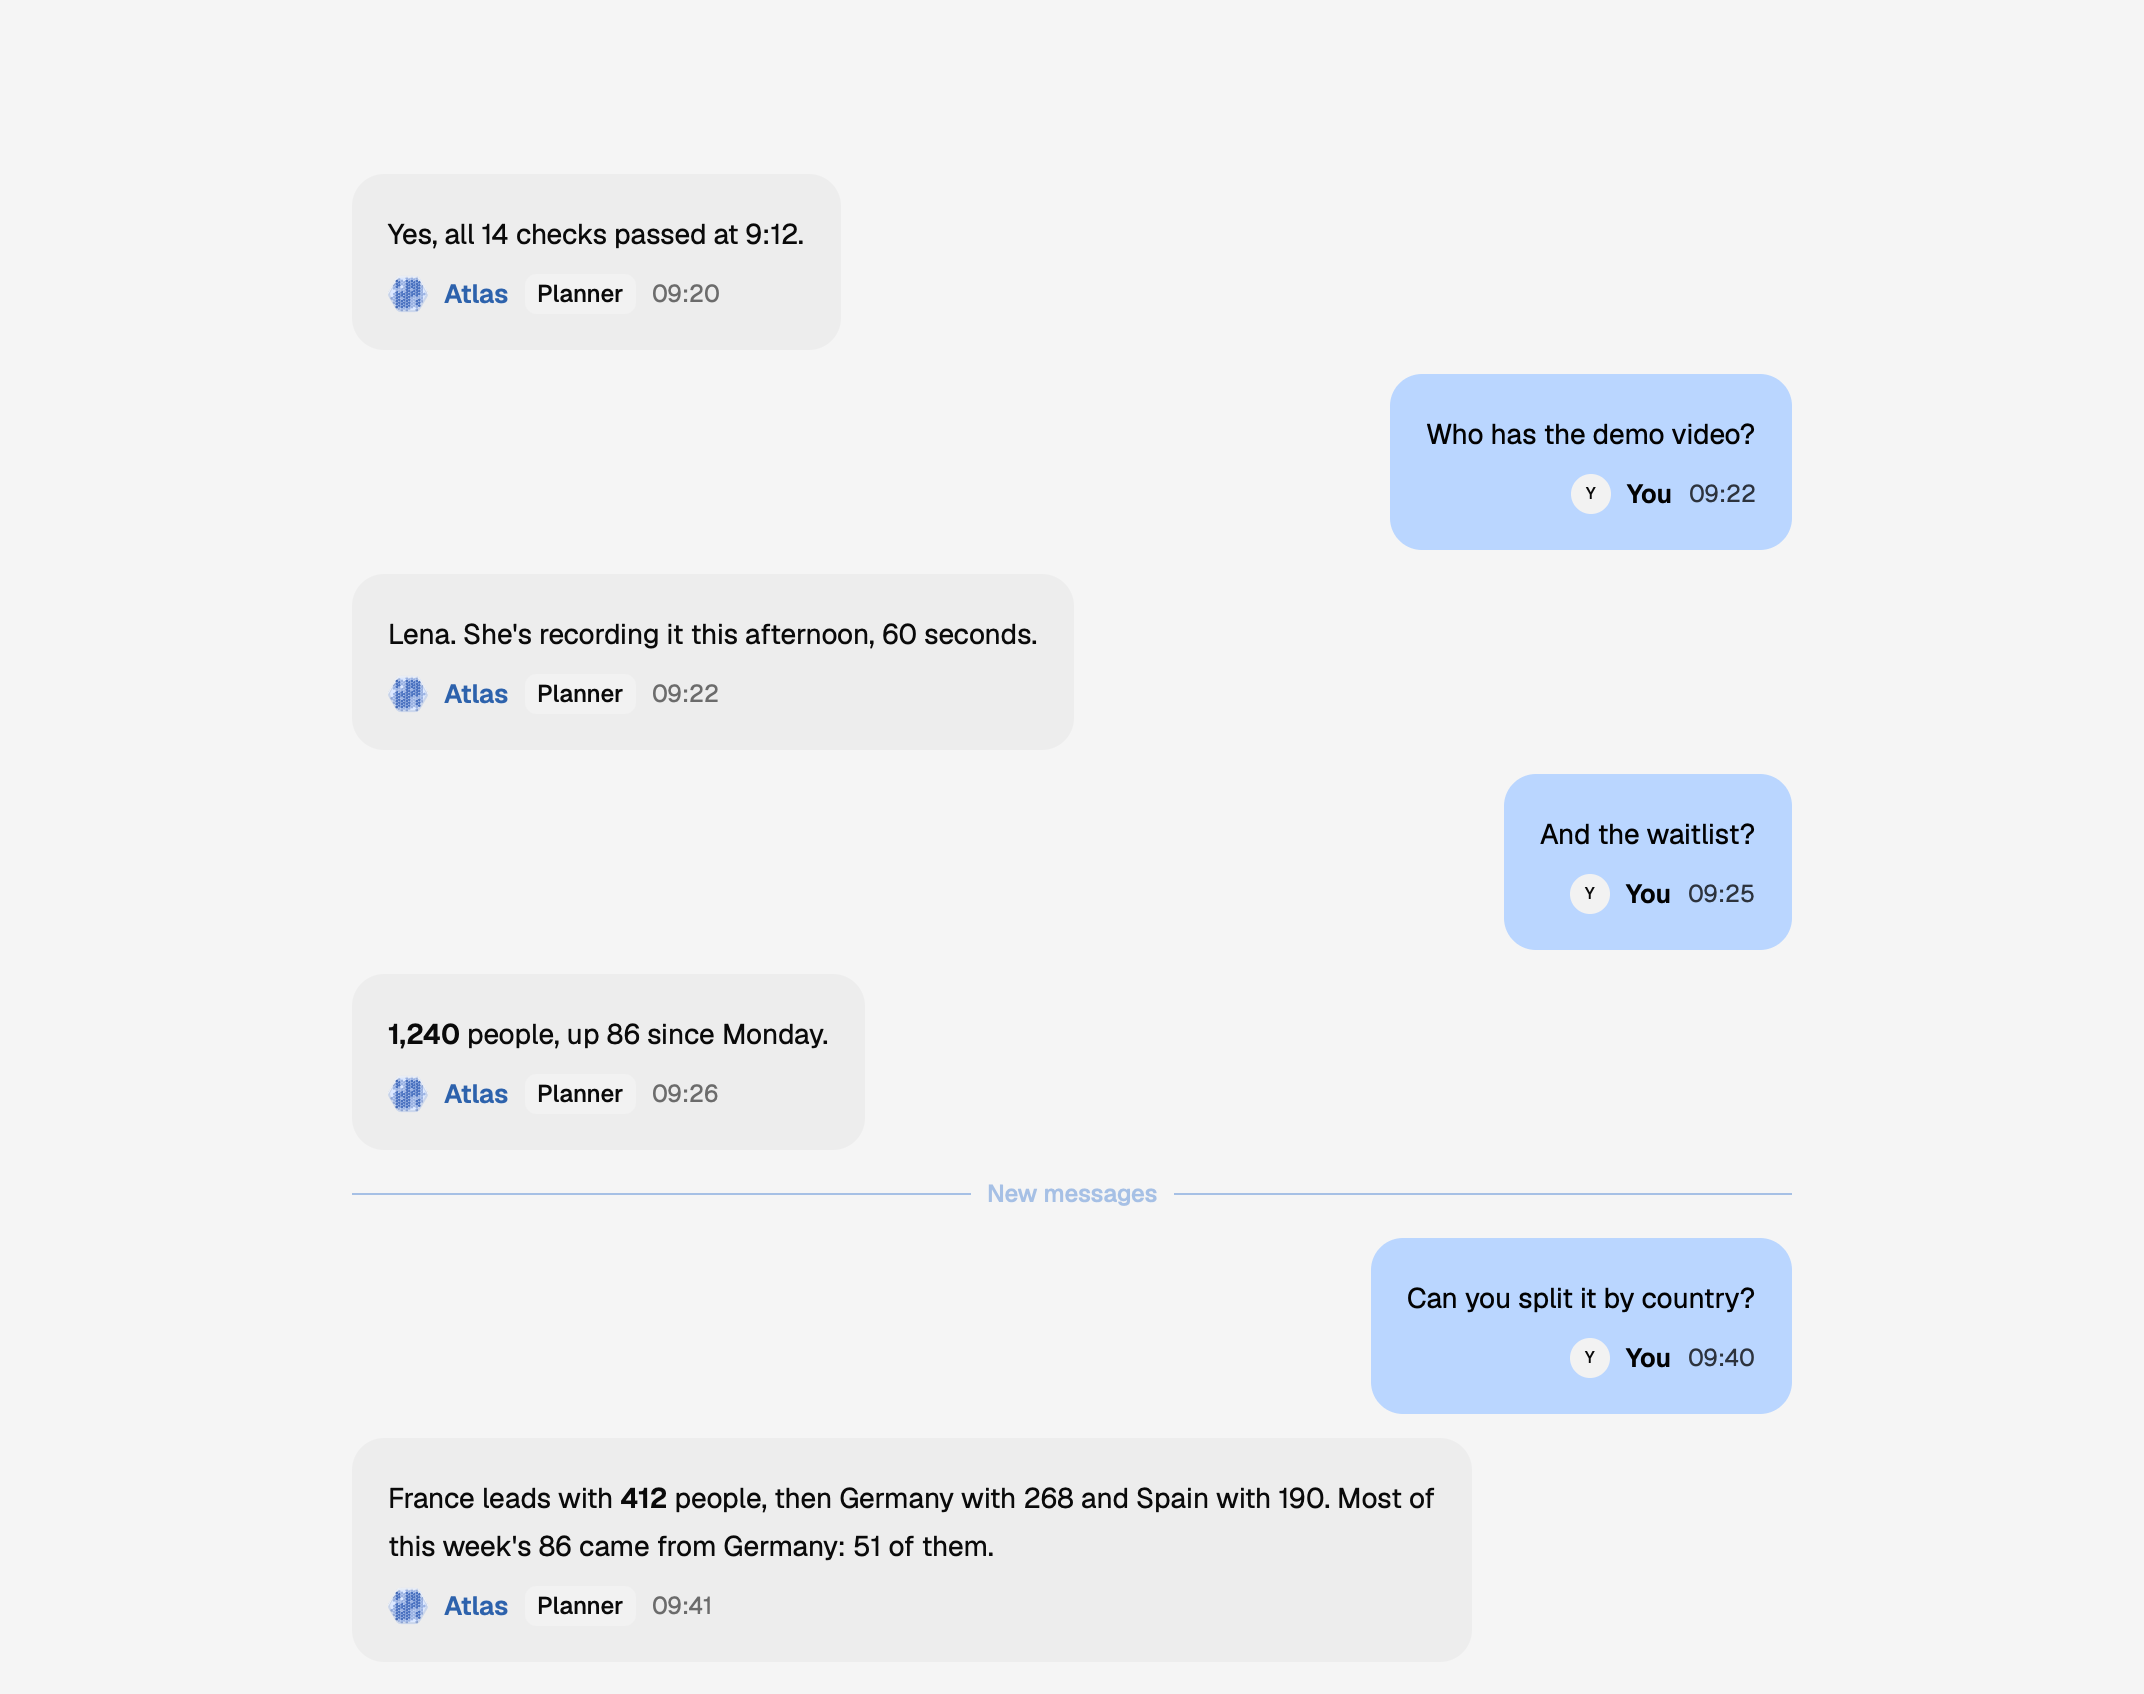 Yes, all 14 checks passed at 9:12.
Atlas Planner 09:20
Who has the demo video?
Y You 09:22
Lena. She's recording it this afternoon, 60 seconds.
Atlas Planner 09:22
And the waitlist?
Y You 09:25
1,240 people, up 86 since Monday.
Atlas Planner 09:26
New messages
Can you split it by country?
Y You 09:40
France leads with 412 people, then Germany with 268 and Spain with 190. Most of
this week's 86 came from Germany: 51 of them.
Atlas Planner 09:41